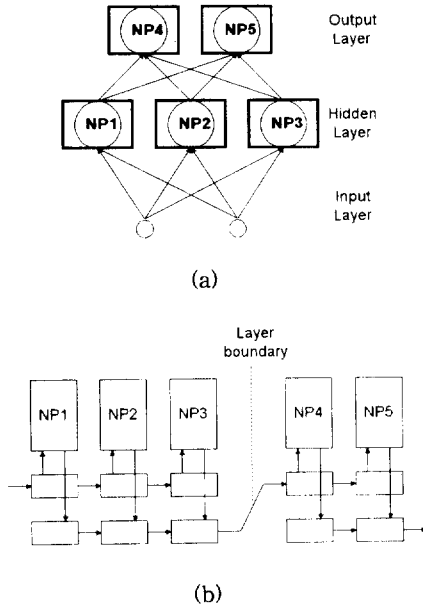 NP4 NP5 Output
Layer
NP1 NP2 NP3 Hidden
Layer
Input
Layer
(a)
Layer
boundary
NP1 NP2 NP3 NP4 NP5
(b)